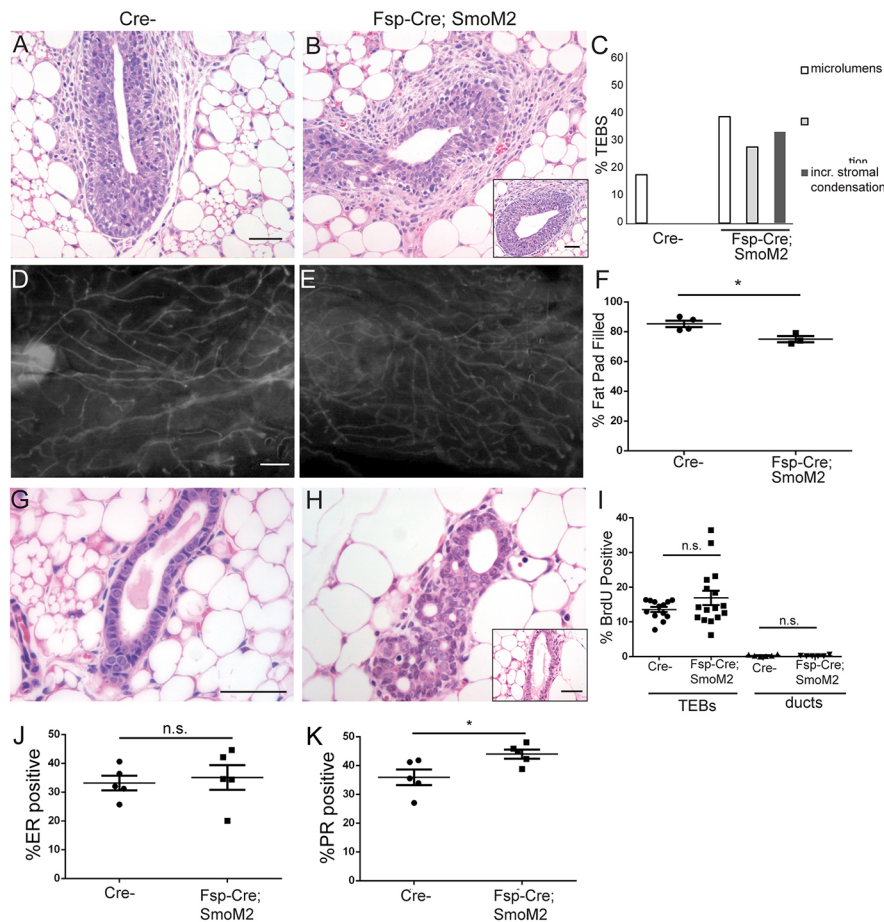 Cre-
Fsp-Cre; SmoM2
A
B
C
% TEBS
60
50
40
30
20
10
0
Cre-
Fsp-Cre;
SmoM2
microlumens
tion
incr. stromal
condensation
D
E
F
% Fat Pad Filled
100
80
60
40
20
0
*
Cre-
Fsp-Cre;
SmoM2
G
H
I
% BrdU Positive
40
30
20
10
0
n.s.
n.s.
Cre-
Fsp-Cre;
SmoM2
Cre-
Fsp-Cre;
SmoM2
TEBs
ducts
J
%ER positive
50
40
30
20
10
0
n.s.
Cre-
Fsp-Cre;
SmoM2
K
%PR positive
50
40
30
20
10
0
*
Cre-
Fsp-Cre;
SmoM2